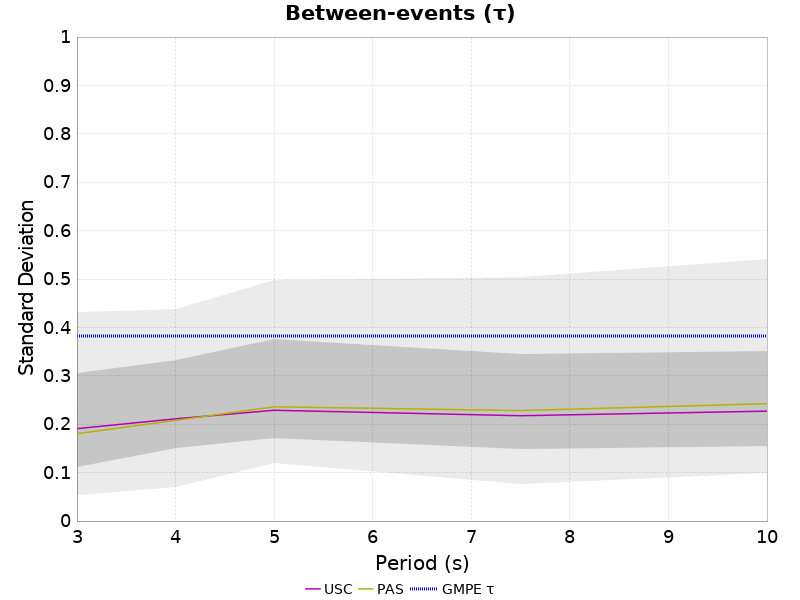 Between-events (τ)
1
0.9
0.8
0.7
0.6
0.5
0.4
0.3
0.2
0.1
0
Standard Deviation
3 4 5 6 7 8 9 10
Period (s)
USC PAS GMPE τ